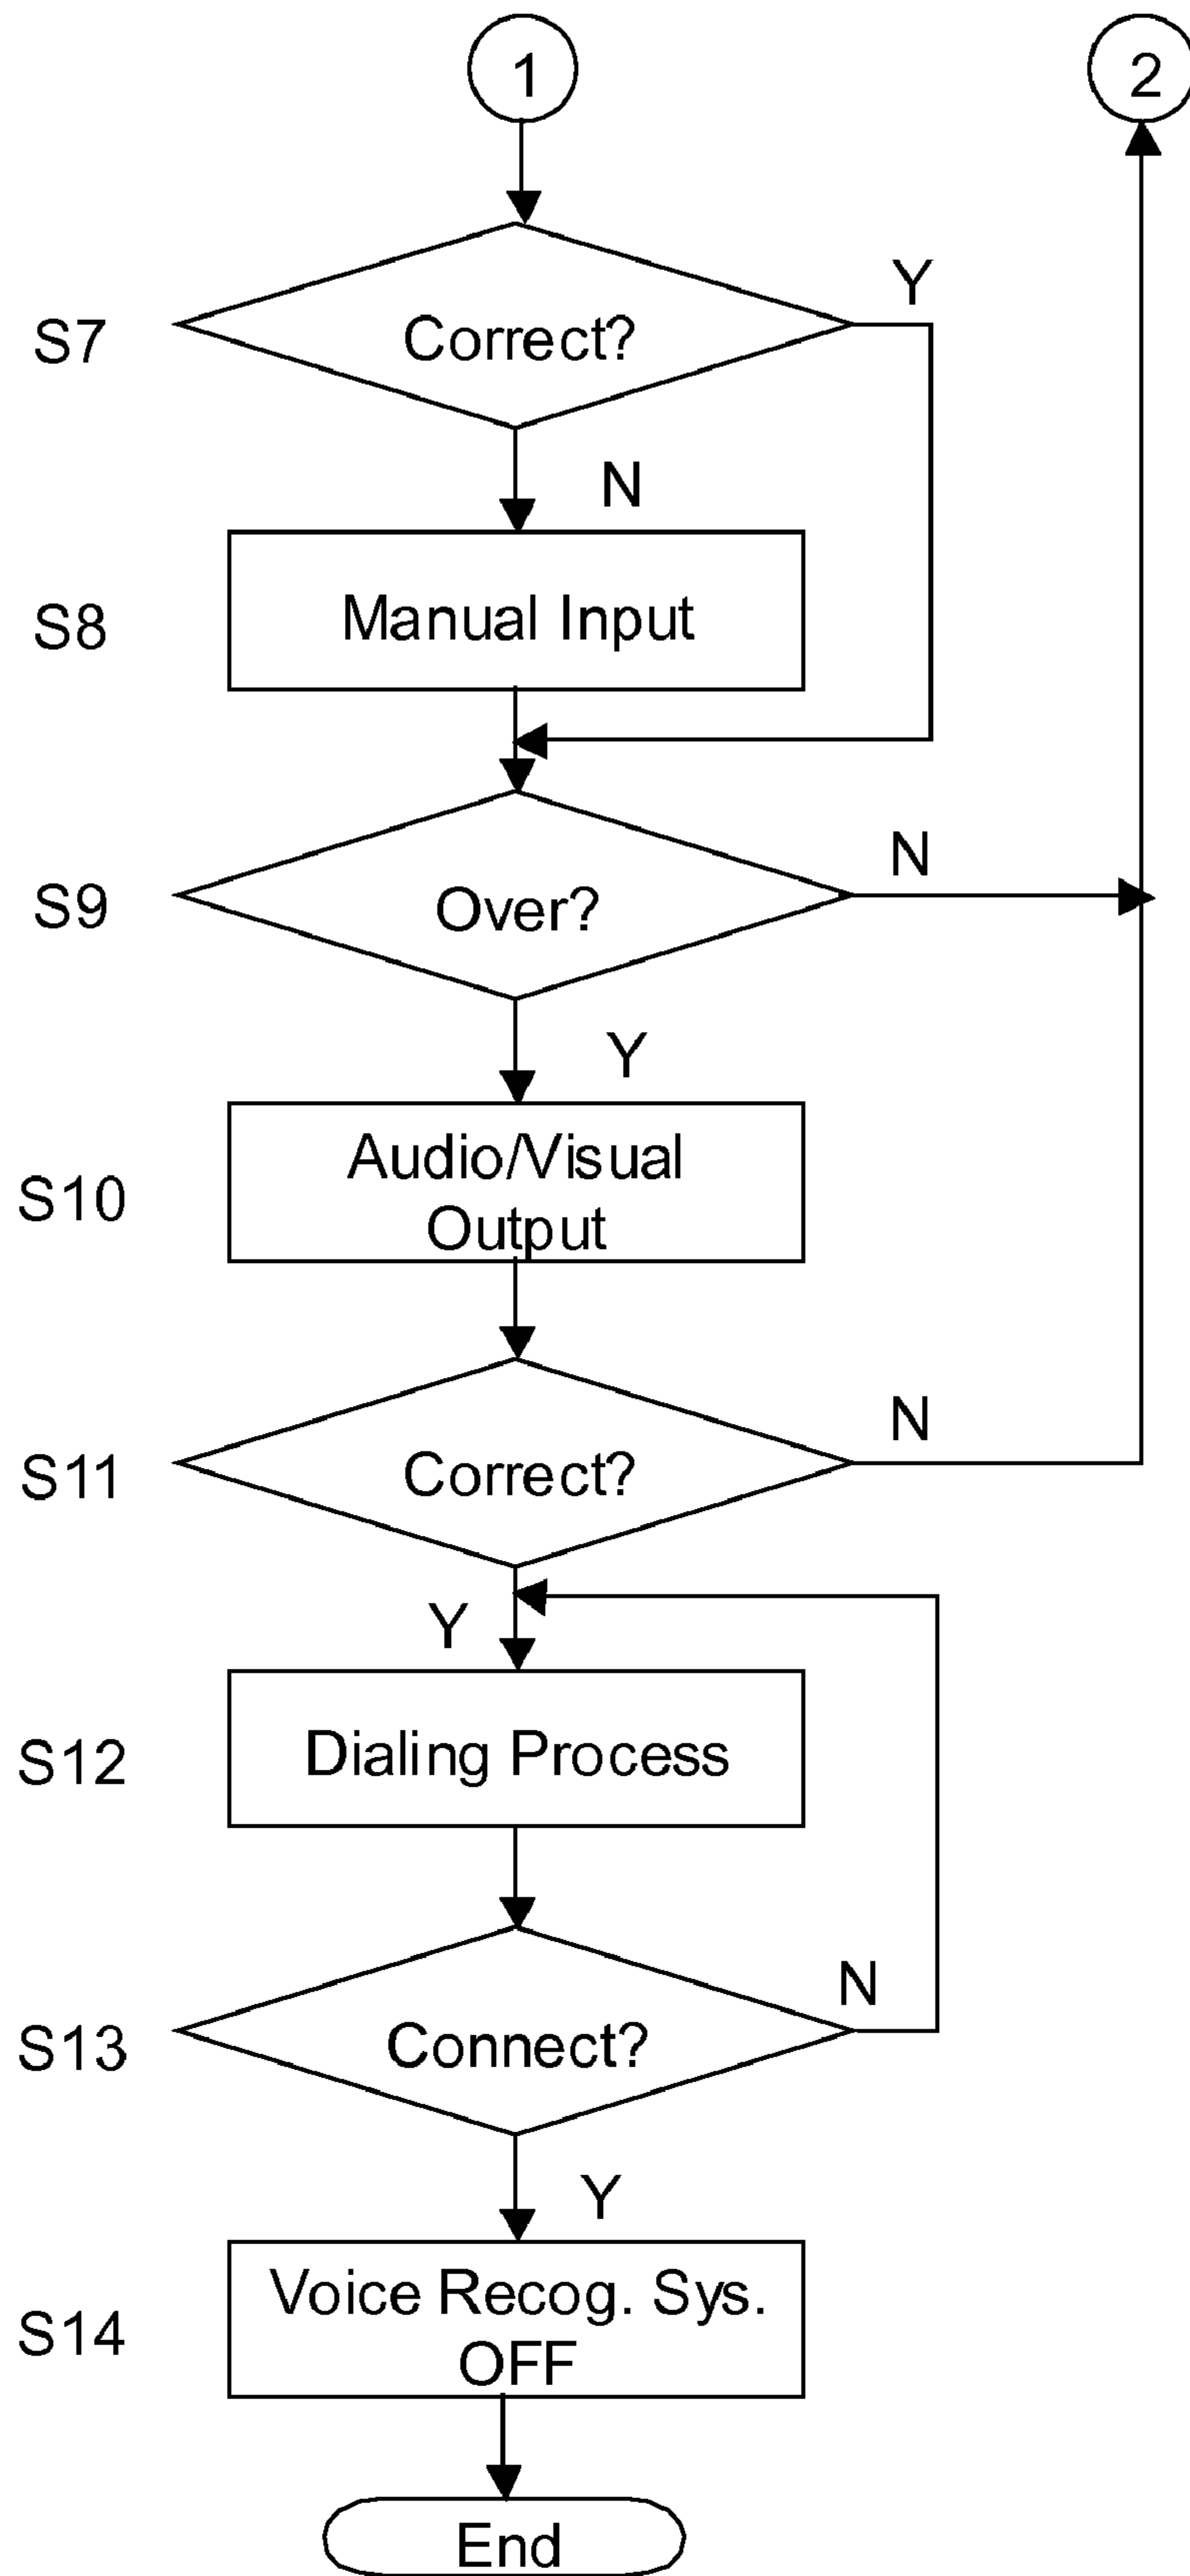 1
2
Y
S7
Correct?
N
S8
Manual Input
N
S9
Over?
Y
S10
Audio/Visual
Output
N
S11
Correct?
Y
S12
Dialing Process
N
S13
Connect?
Y
S14
Voice Recog. Sys.
OFF
End